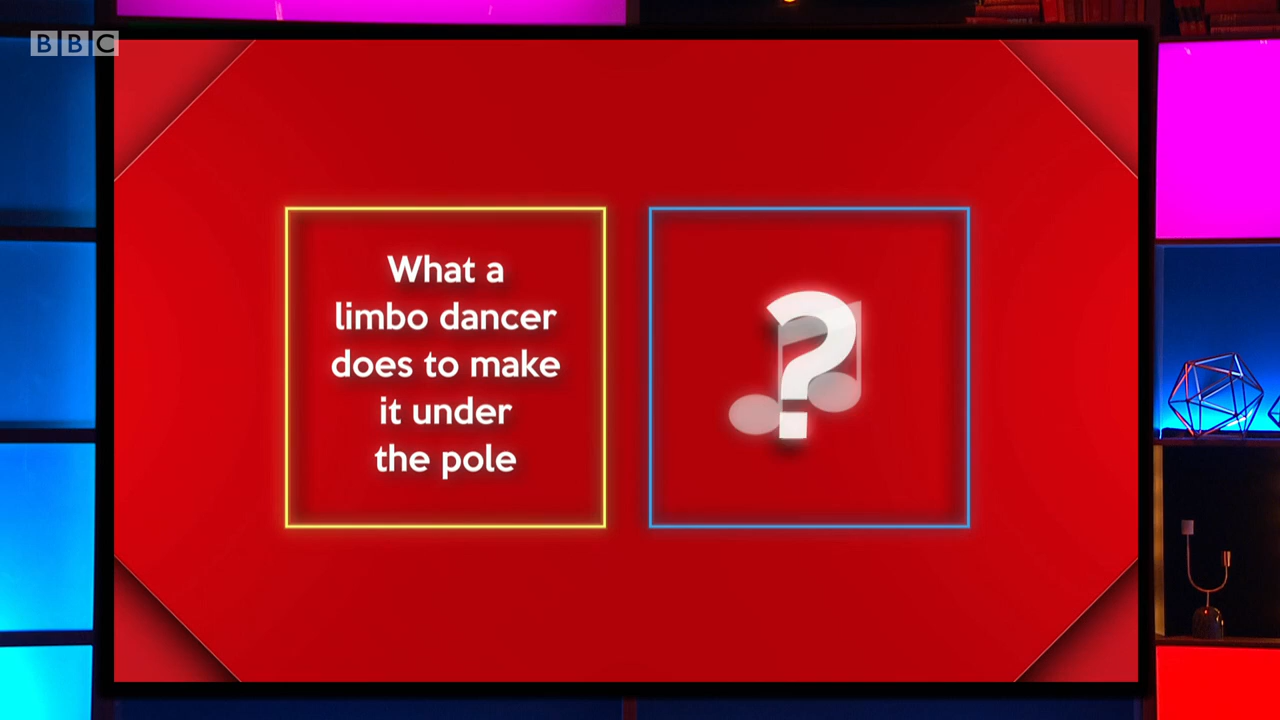 BBC
What a
limbo dancer
does to make
it under
the pole
?